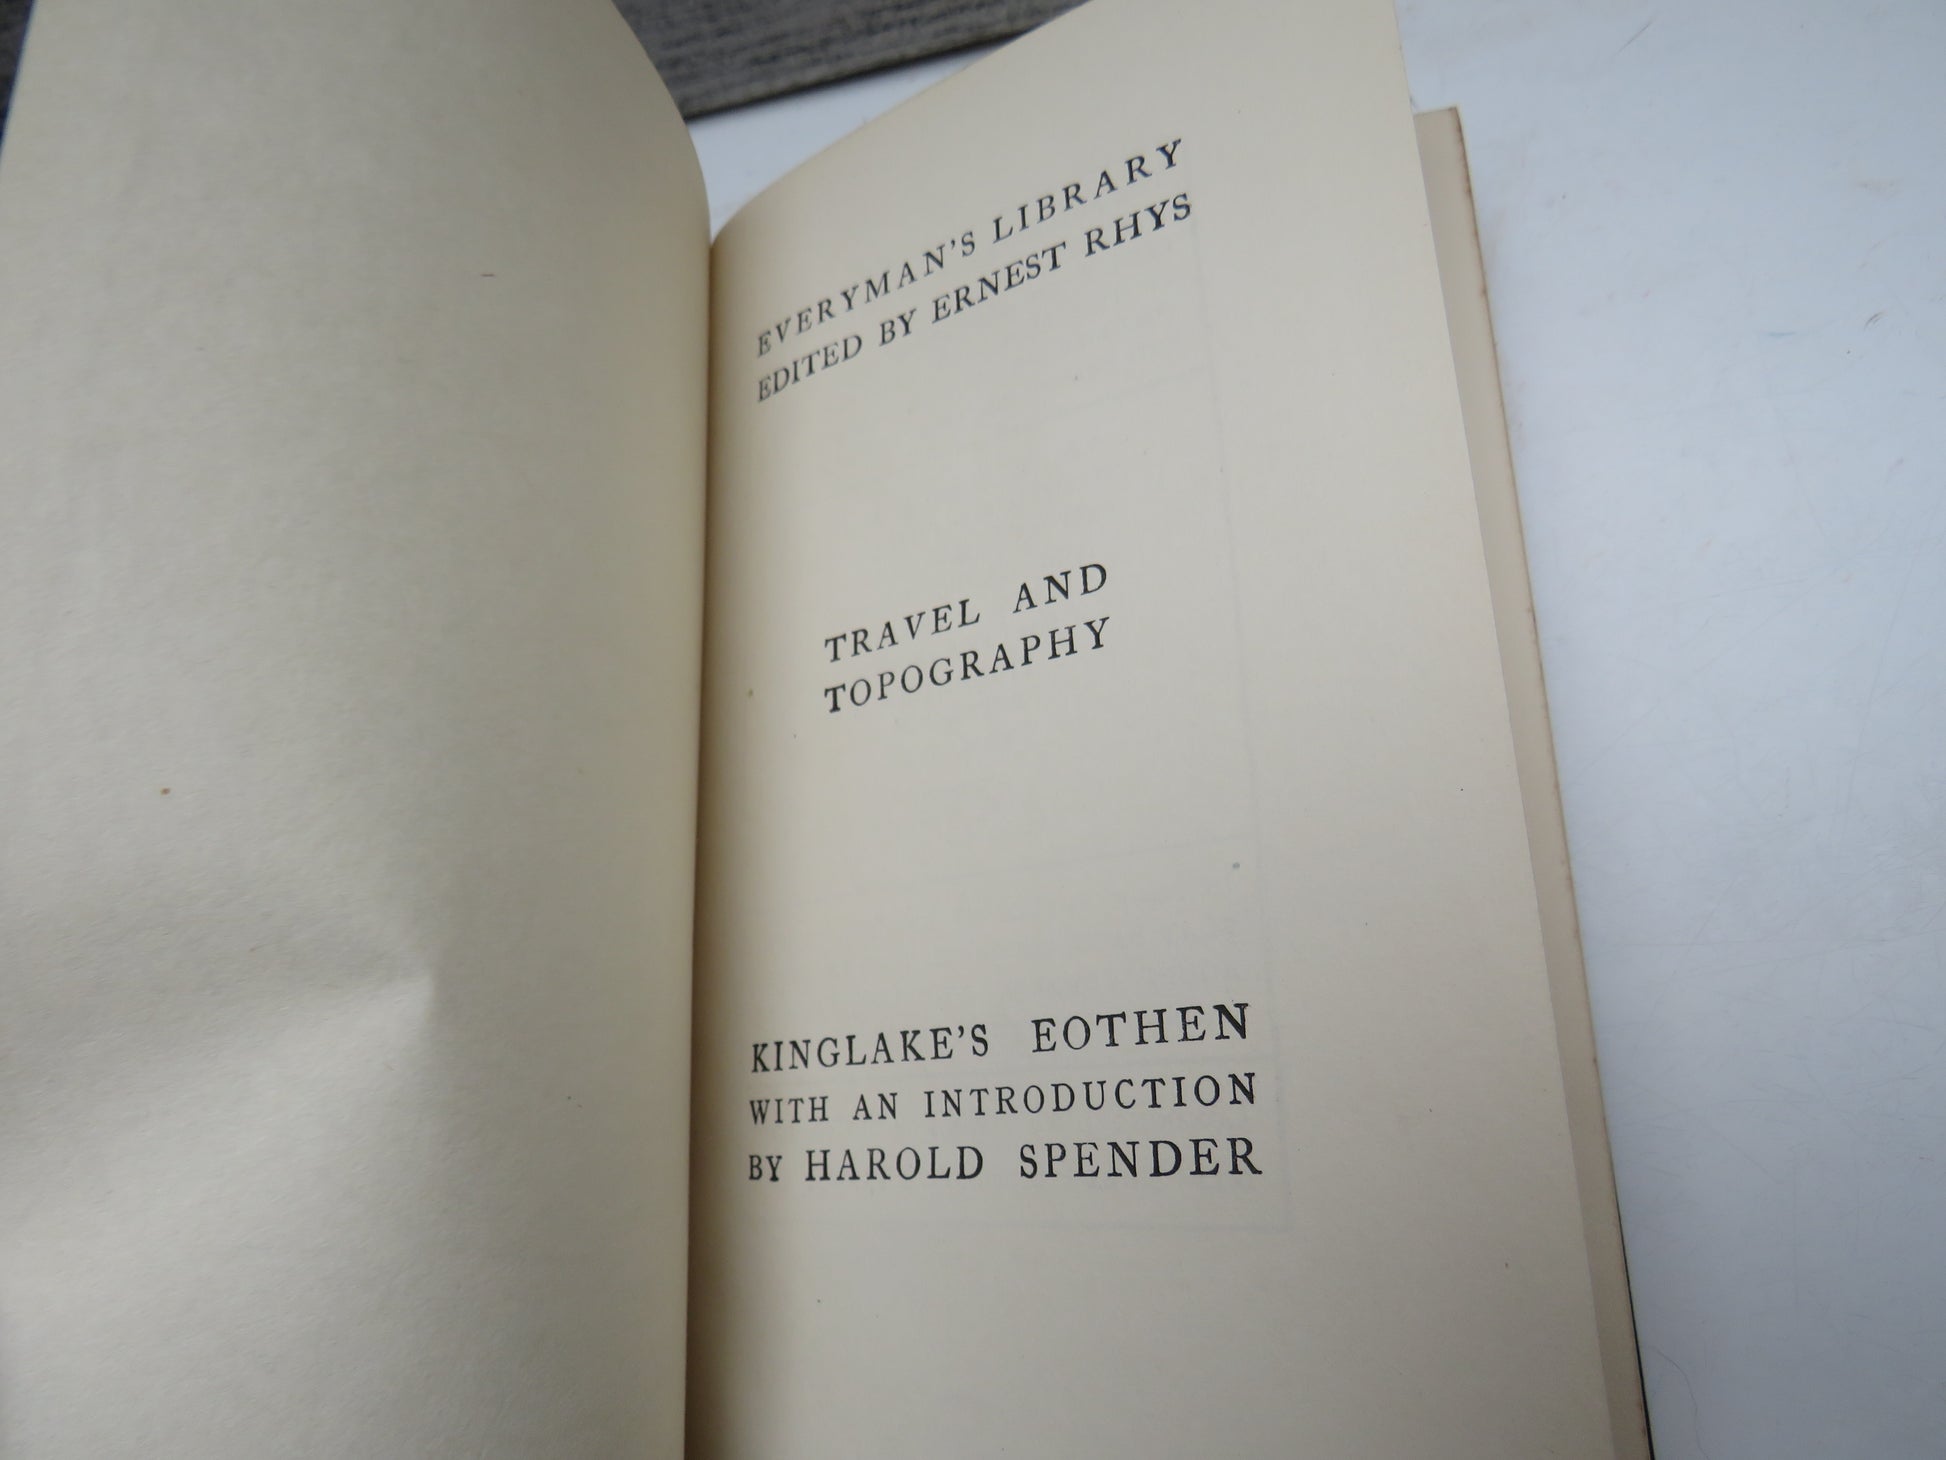 EVERYMAN'S LIBRARY
EDITED BY ERNEST RHYS
TRAVEL AND
TOPOGRAPHY
KINGLAKE'S EOTHEN
WITH AN INTRODUCTION
BY HAROLD SPENDER